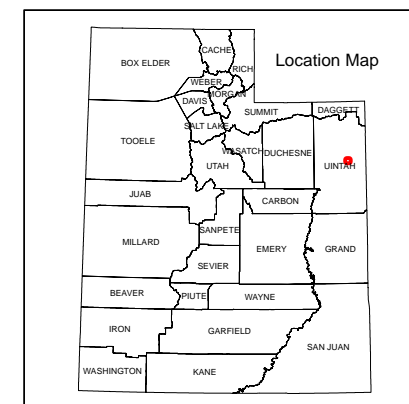 Location Map
BOX ELDER
CACHE
RICH
WEBER
MORGAN
DAVIS
SUMMIT
DAGGETT
SALT LAKE
TOOELE
WASATCH
DUCHESNE
UINTAH
UTAH
JUAB
CARBON
SANPETE
MILLARD
EMERY
GRAND
SEVIER
BEAVER
PIUTE
WAYNE
IRON
GARFIELD
SAN JUAN
WASHINGTON
KANE